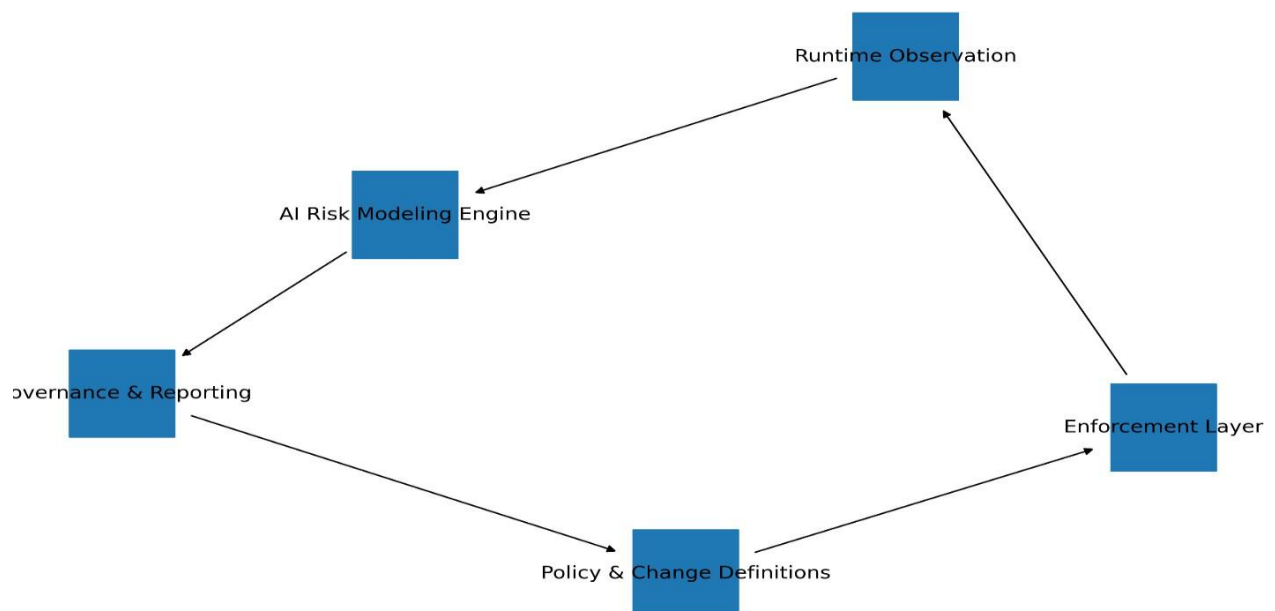 Runtime Observation
AI Risk Modeling Engine
overnance & Reporting
Enforcement Layer
Policy & Change Definitions